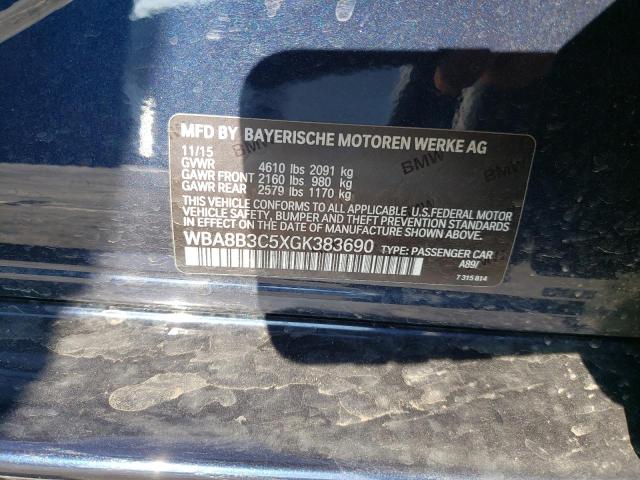 MFD BY BAYERISCHE MOTOREN WERKE AG
11/15
GVWR 4610 lbs 2091 kg
GAWR FRONT 2160 lbs 980 kg
GAWR REAR 2579 lbs 1170 kg
THIS VEHICLE CONFORMS TO ALL APPLICABLE U.S.FEDERAL MOTOR
VEHICLE SAFETY, BUMPER AND THEFT PREVENTION STANDARDS
IN EFFECT ON THE DATE OF MANUFACTURE SHOWN ABOVE.
WBA8B3C5XGK383690 TYPE: PASSENGER CAR
A89/
7 315 814
BMW
BMW
BMW